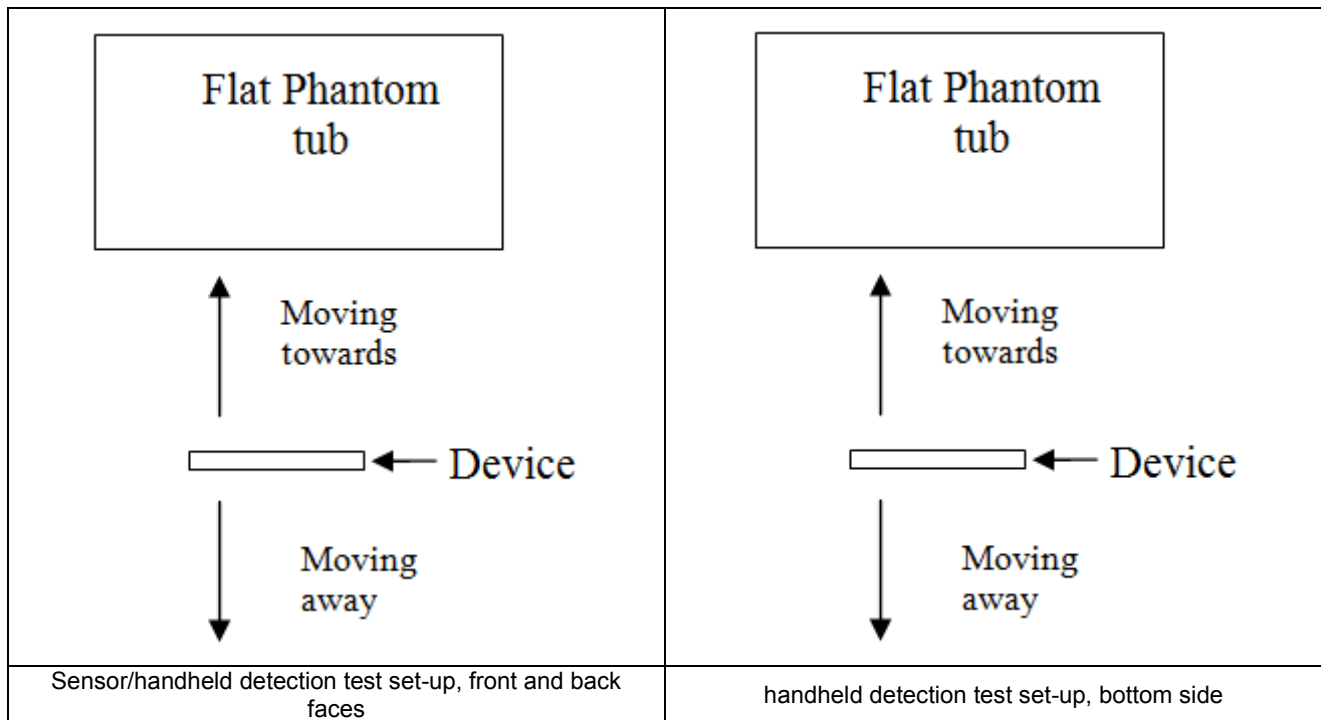 Flat Phantom
tub
Moving
towards
Device
Moving
away
Sensor/handheld detection test set-up, front and back
faces
Flat Phantom
tub
Moving
towards
Device
Moving
away
handheld detection test set-up, bottom side